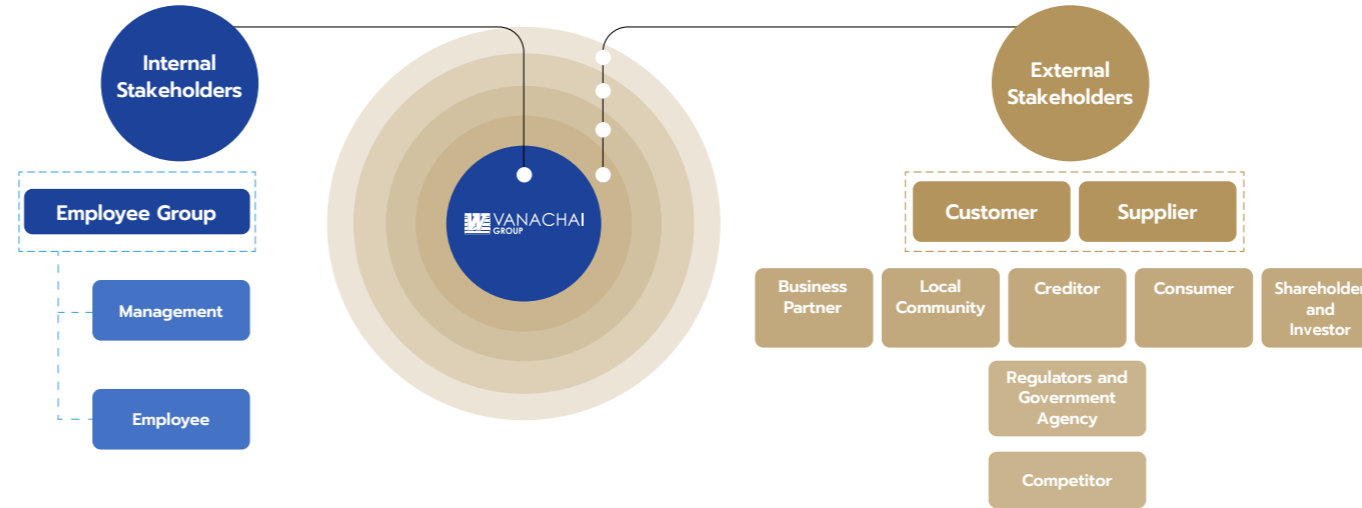 Internal
Stakeholders
Employee Group
Management
Employee
VANACHAI
GROUP
External
Stakeholders
Customer
Supplier
Business
Partner
Local
Community
Creditor
Consumer
Shareholder
and
Investor
Regulators and
Government
Agency
Competitor